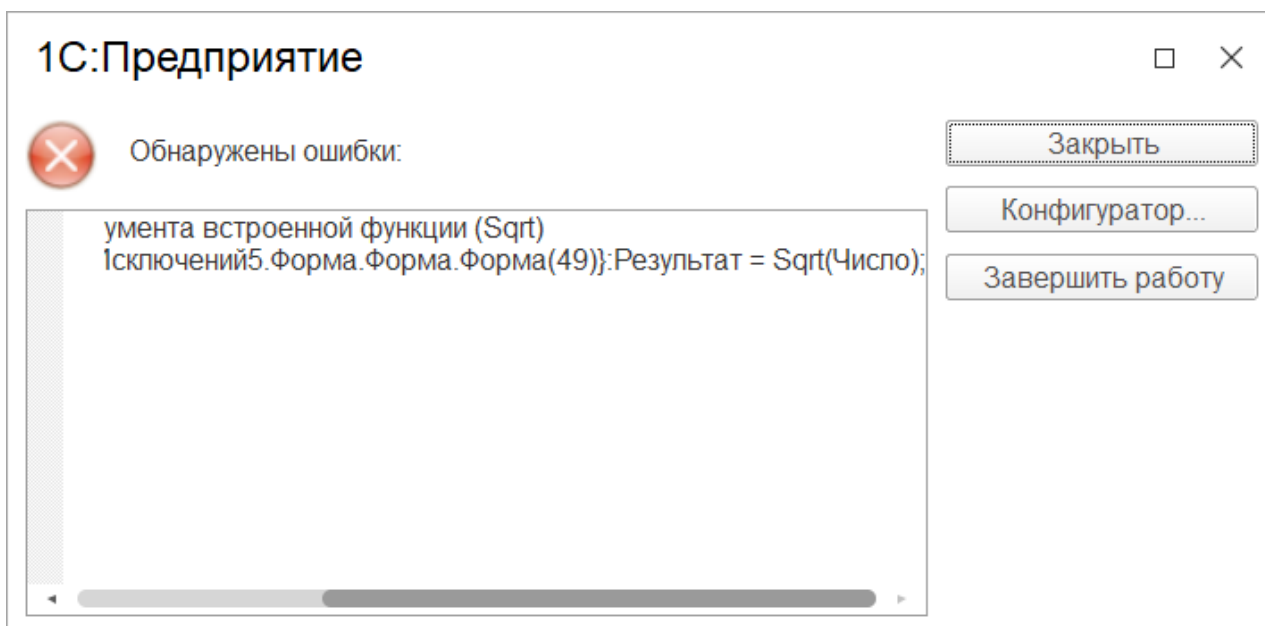 1С:Предприятие
Обнаружены ошибки:
Закрыть
Конфигуратор...
Завершить работу
умента встроенной функции (Sqrt)
Исключений5.Форма.Форма.Форма(49)}:Результат = Sqrt(Число);